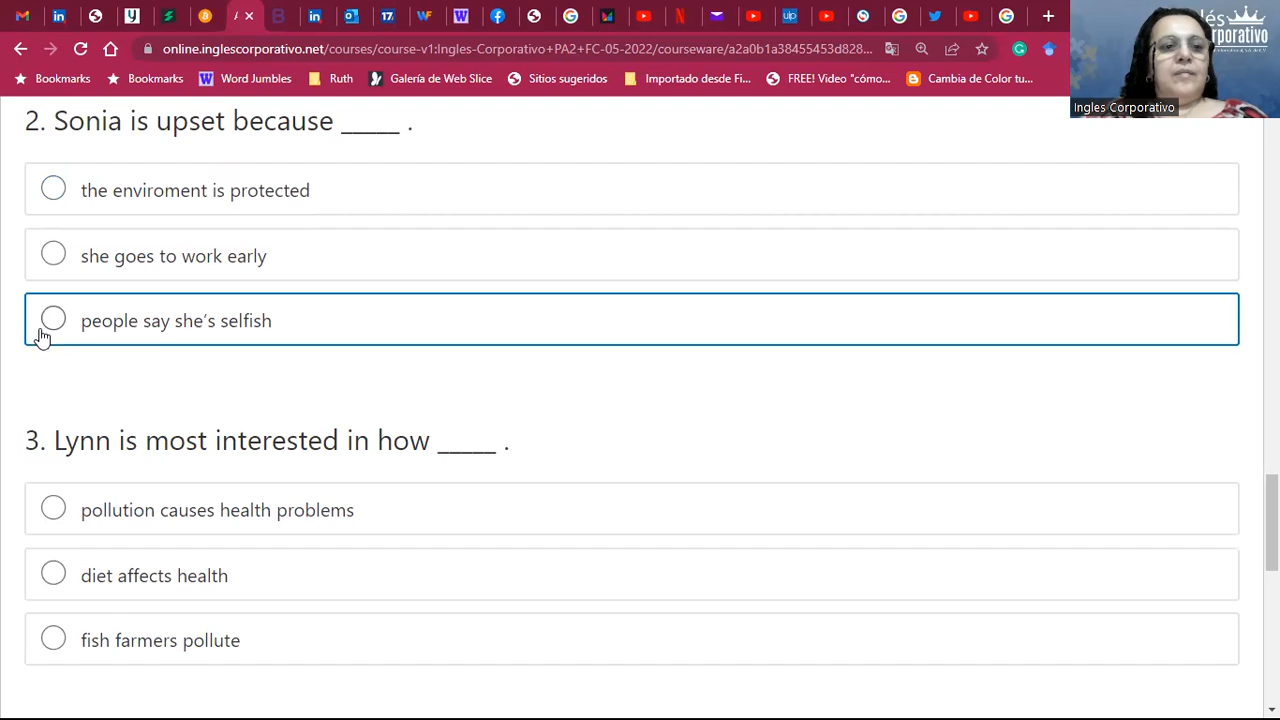 online.inglescorporativo.net/courses/course-v1:Ingles-Corporativo+PA2+FC-05-2022/courseware/a2a0b1a38455453d828...
Bookmarks
Bookmarks
Word Jumbles
Ruth
Galería de Web Slice
Sitios sugeridos
Importado desde Fi...
FREE! Video "cómo...
Cambia de Color tu...
Ingles Corporativo
2. Sonia is upset because _____ .
the enviroment is protected
she goes to work early
people say she's selfish
3. Lynn is most interested in how _____ .
pollution causes health problems
diet affects health
fish farmers pollute